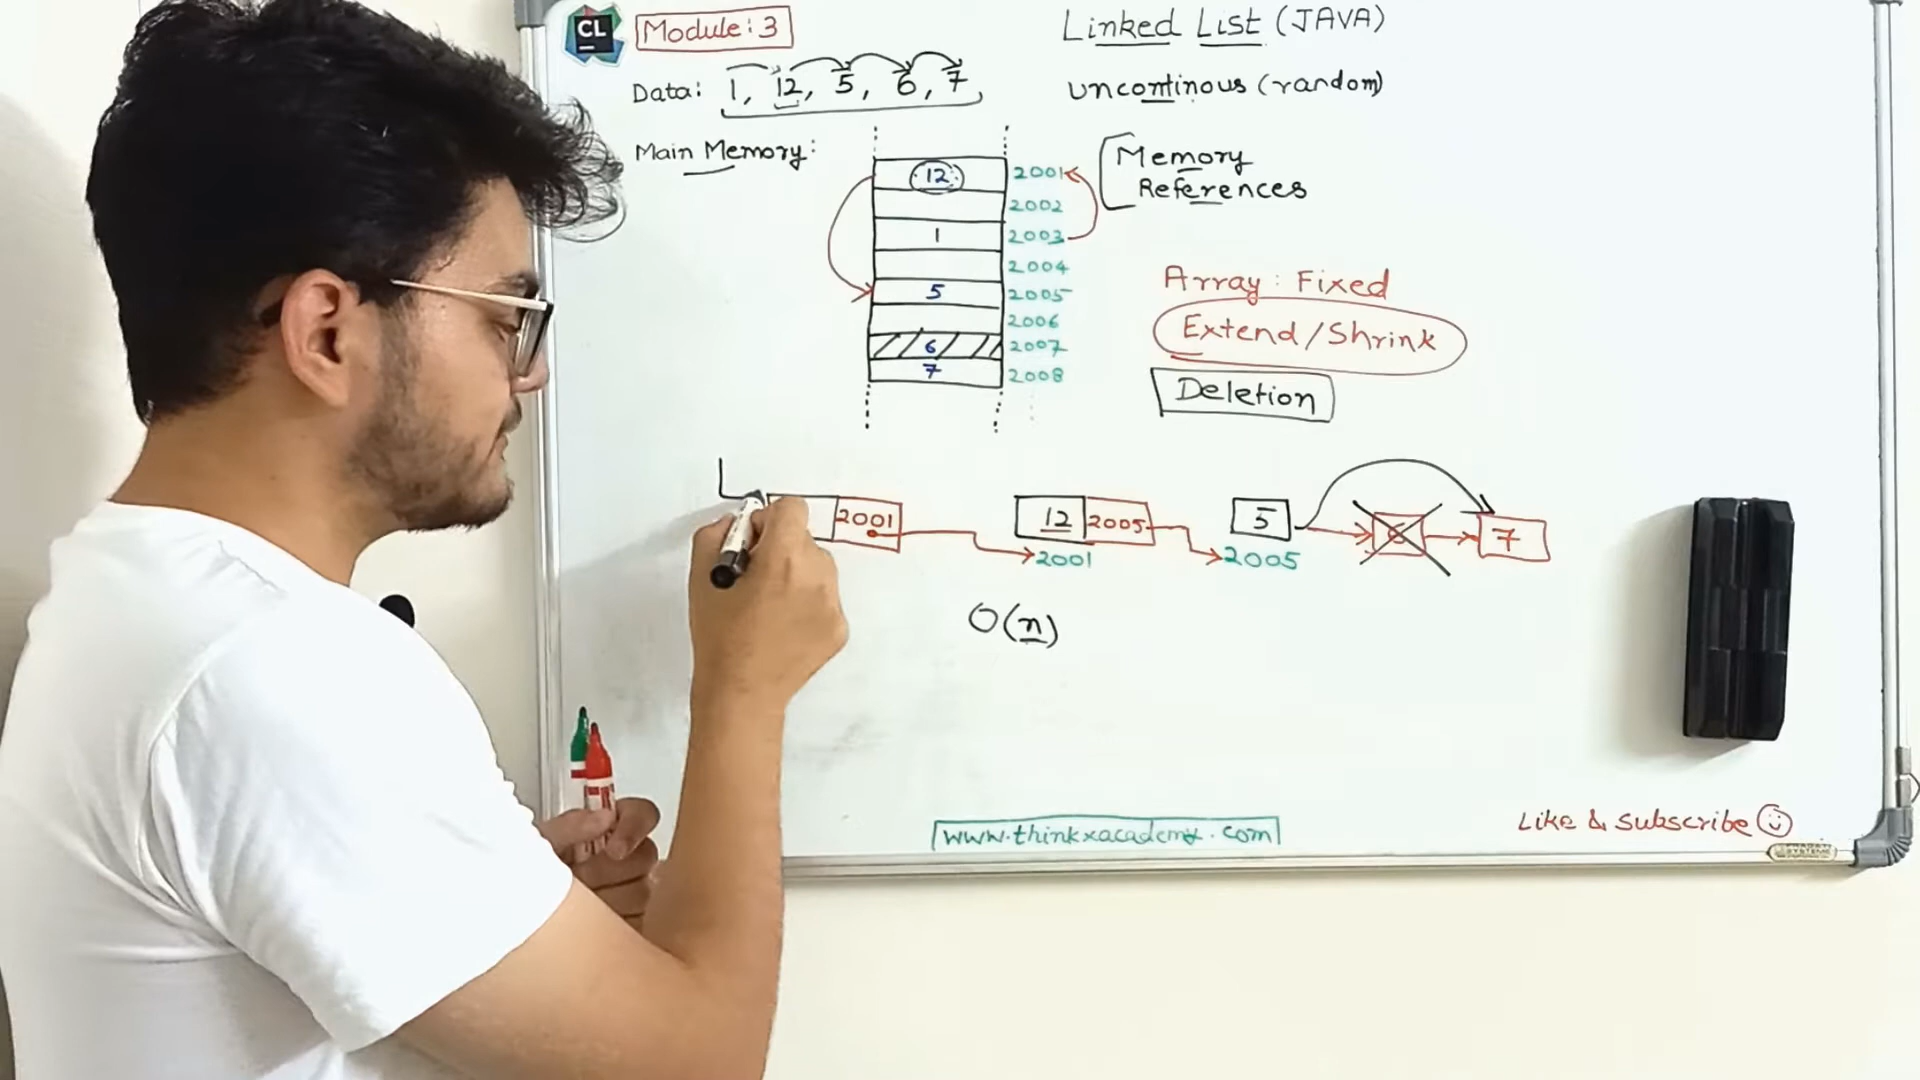 CL
Module: 3
Linked List (JAVA)
Data: 1, 12, 5, 6, 7
uncontinous (random)
Main Memory:
12 2001
2002
1 2003
2004
5 2005
2006
6 2007
7 2008
Memory
References
Array: Fixed
Extend/Shrink
Deletion
2001
12 2005
2001
5
2005
6
7
O(n)
www.thinkxacademy.com
Like & Subscribe